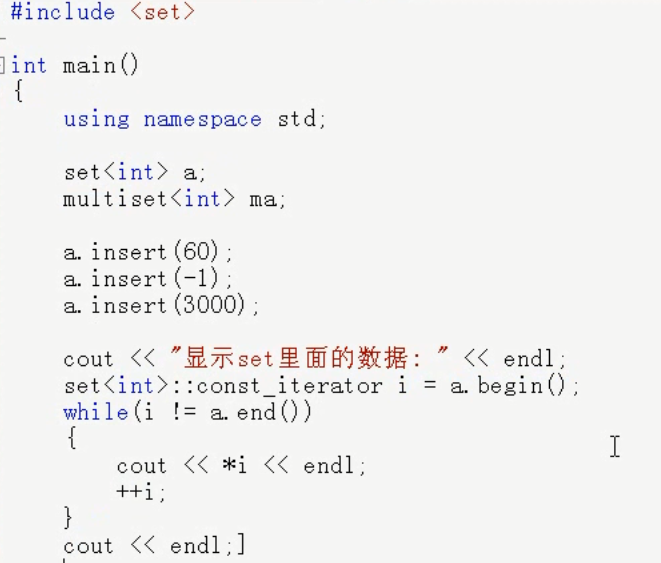 #include <set>
int main()
{
using namespace std;
set<int> a;
multiset<int> ma;
a.insert(60);
a.insert(-1);
a.insert(3000);
cout << "显示set里面的数据: " << endl;
set<int>::const_iterator i = a.begin();
while(i != a.end())
{
cout << *i << endl;
++i;
}
cout << endl;]